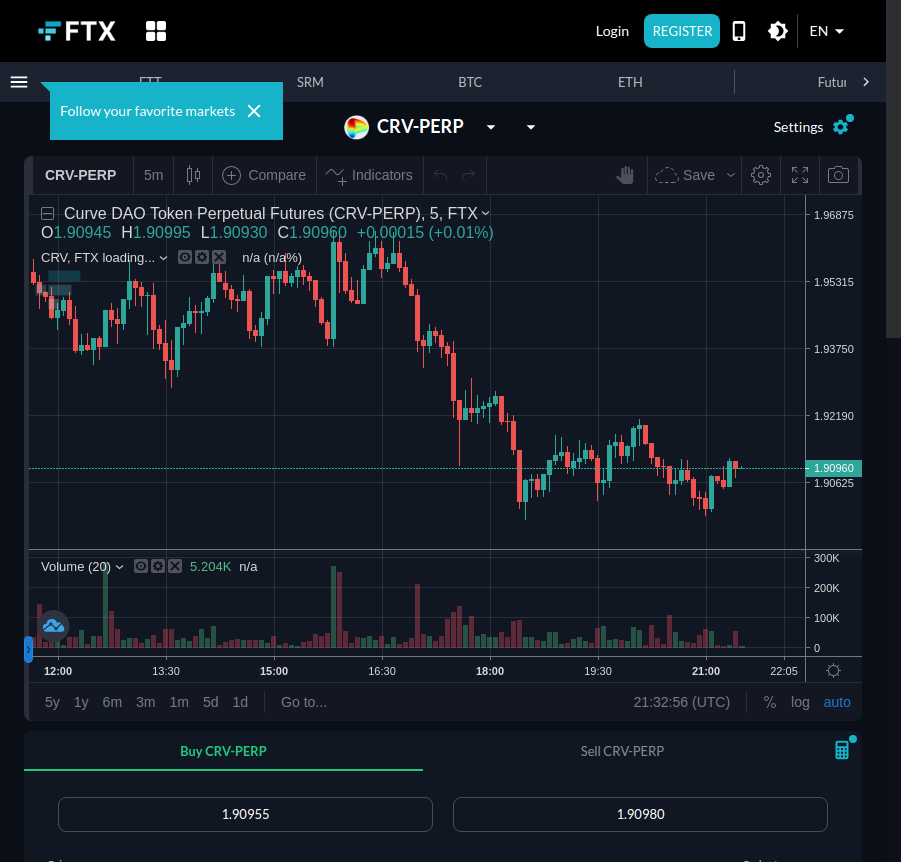 FTX
Login
REGISTER
EN
FTT
SRM
BTC
ETH
Futur
Follow your favorite markets
CRV-PERP
Settings
CRV-PERP
5m
Compare
Indicators
Save
Curve DAO Token Perpetual Futures (CRV-PERP), 5, FTX
O1.90945 H1.90995 L1.90930 C1.90960 +0.00015 (+0.01%)
CRV, FTX loading...
n/a (n/a%)
1.96875
1.95315
1.93750
1.92190
1.90960
1.90625
Volume (20)
5.204K n/a
300K
200K
100K
0
12:00
13:30
15:00
16:30
18:00
19:30
21:00
22:05
5y
1y
6m
3m
1m
5d
1d
Go to...
21:32:56 (UTC)
%
log
auto
Buy CRV-PERP
Sell CRV-PERP
1.90955
1.90980